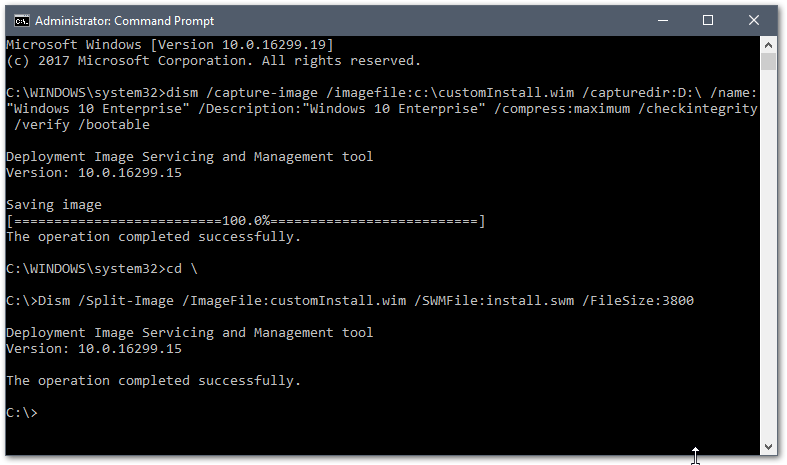 Administrator: Command Prompt
Microsoft Windows [Version 10.0.16299.19]
(c) 2017 Microsoft Corporation. All rights reserved.
C:\WINDOWS\system32>dism /capture-image /imagefile:c:\customInstall.wim /capturedir:D:\ /name:
"Windows 10 Enterprise" /Description:"Windows 10 Enterprise" /compress:maximum /checkintegrity
 /verify /bootable
Deployment Image Servicing and Management tool
Version: 10.0.16299.15
Saving image
[==========================100.0%==========================]
The operation completed successfully.
C:\WINDOWS\system32>cd \
C:\>Dism /Split-Image /ImageFile:customInstall.wim /SWMFile:install.swm /FileSize:3800
Deployment Image Servicing and Management tool
Version: 10.0.16299.15
The operation completed successfully.
C:\>